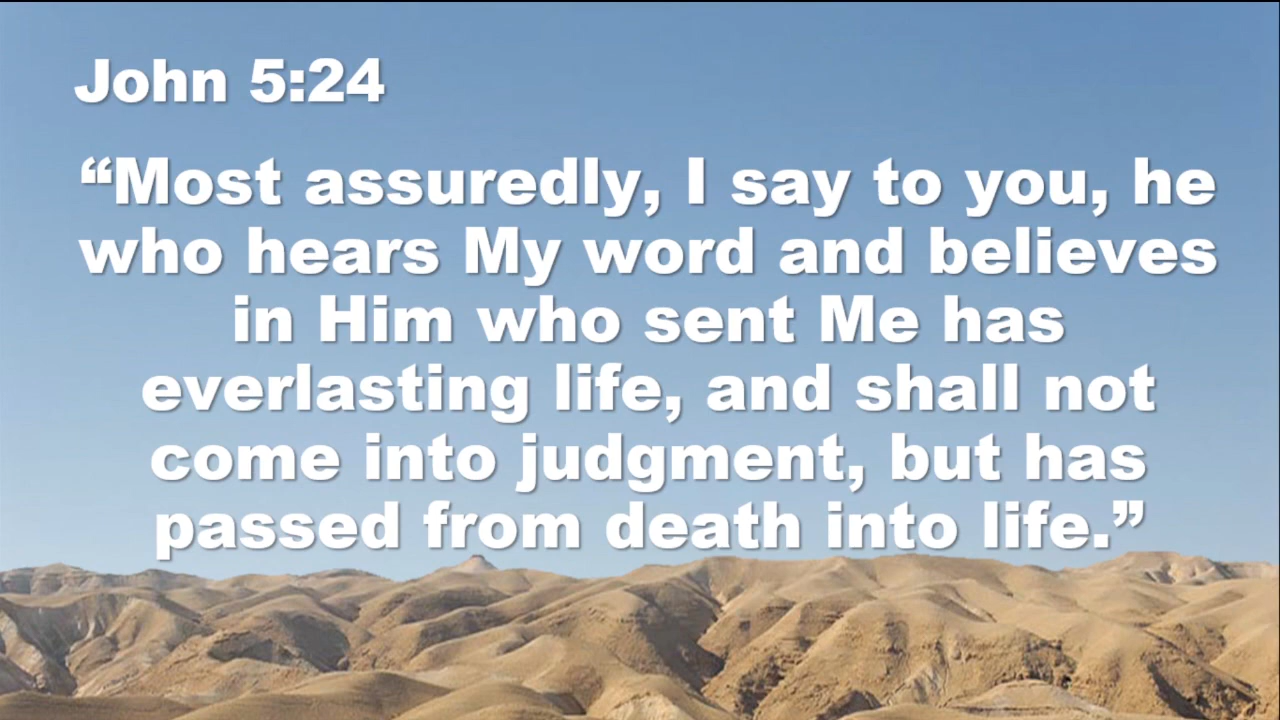 John 5:24
“Most assuredly, I say to you, he
who hears My word and believes
in Him who sent Me has
everlasting life, and shall not
come into judgment, but has
passed from death into life.”